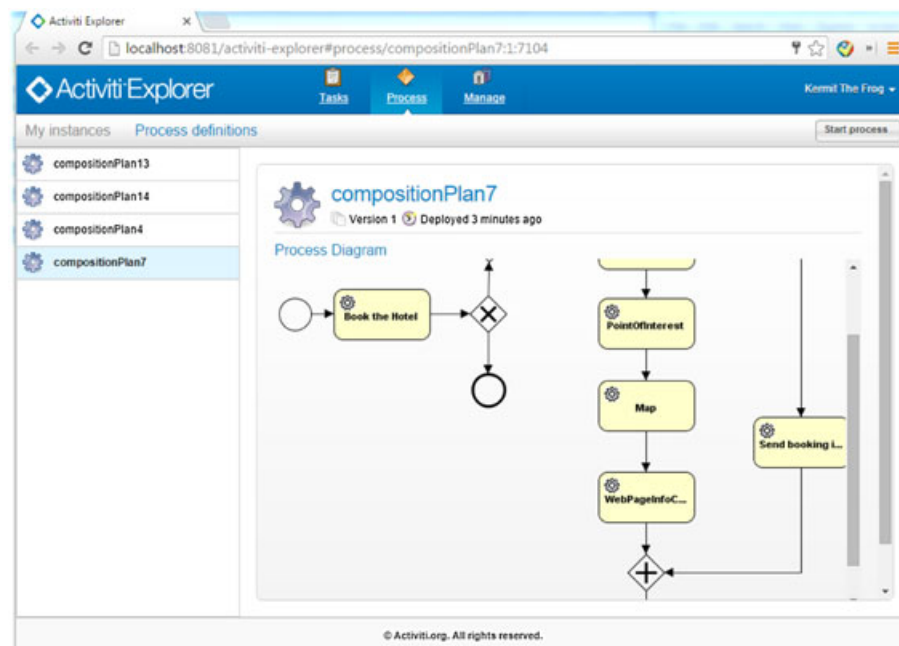 Activiti Explorer
localhost:8081/activiti-explorer#process/compositionPlan7:1:7104
Activiti Explorer
Tasks
Process
Manage
Kermit The Frog
My instances
Process definitions
Start process
compositionPlan13
compositionPlan14
compositionPlan4
compositionPlan7
compositionPlan7
Version 1
Deployed 3 minutes ago
Process Diagram
Book the Hotel
PointOfInterest
Map
WebPageInfoC...
Send booking i...
© Activiti.org. All rights reserved.